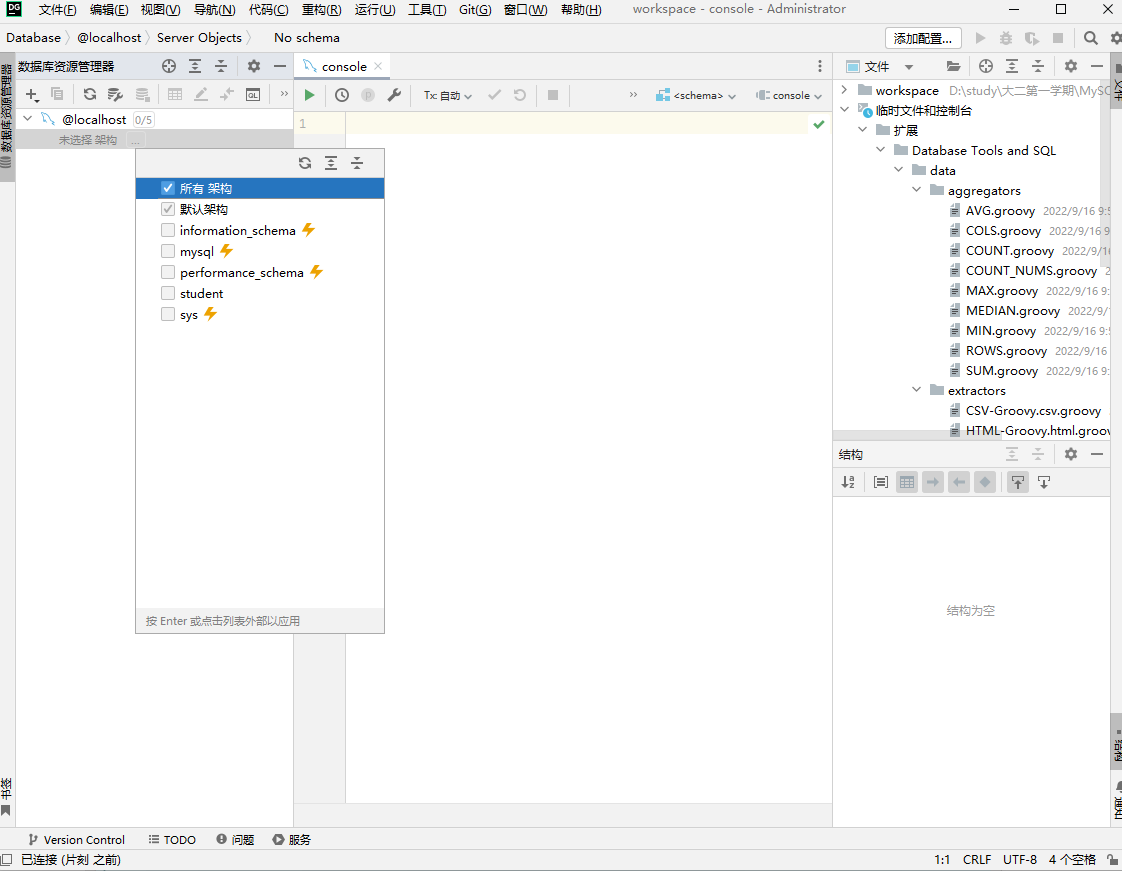 DG 文件(F) 编辑(E) 视图(V) 导航(N) 代码(C) 重构(R) 运行(U) 工具(T) Git(G) 窗口(W) 帮助(H) workspace - console - Administrator
Database @localhost Server Objects No schema 添加配置...
数据库资源管理器
数据库资源管理器
console
文件
QL
Tx: 自动
<schema>
console
@localhost 0/5
未选择 架构 ...
1
所有 架构
默认架构
information_schema
mysql
performance_schema
student
sys
按 Enter 或点击列表外部以应用
workspace D:\study\大二第一学期\MySQ
临时文件和控制台
扩展
Database Tools and SQL
data
aggregators
AVG.groovy 2022/9/16 9:5
COLS.groovy 2022/9/16 9
COUNT.groovy 2022/9/16
COUNT_NUMS.groovy 2
MAX.groovy 2022/9/16 9:
MEDIAN.groovy 2022/9/
MIN.groovy 2022/9/16 9:5
ROWS.groovy 2022/9/16
SUM.groovy 2022/9/16 9:
extractors
CSV-Groovy.csv.groovy
HTML-Groovy.html.groov
结构
结构为空
文件
结构
通知
书签
Version Control TODO 问题 服务
已连接 (片刻 之前) 1:1 CRLF UTF-8 4 个空格